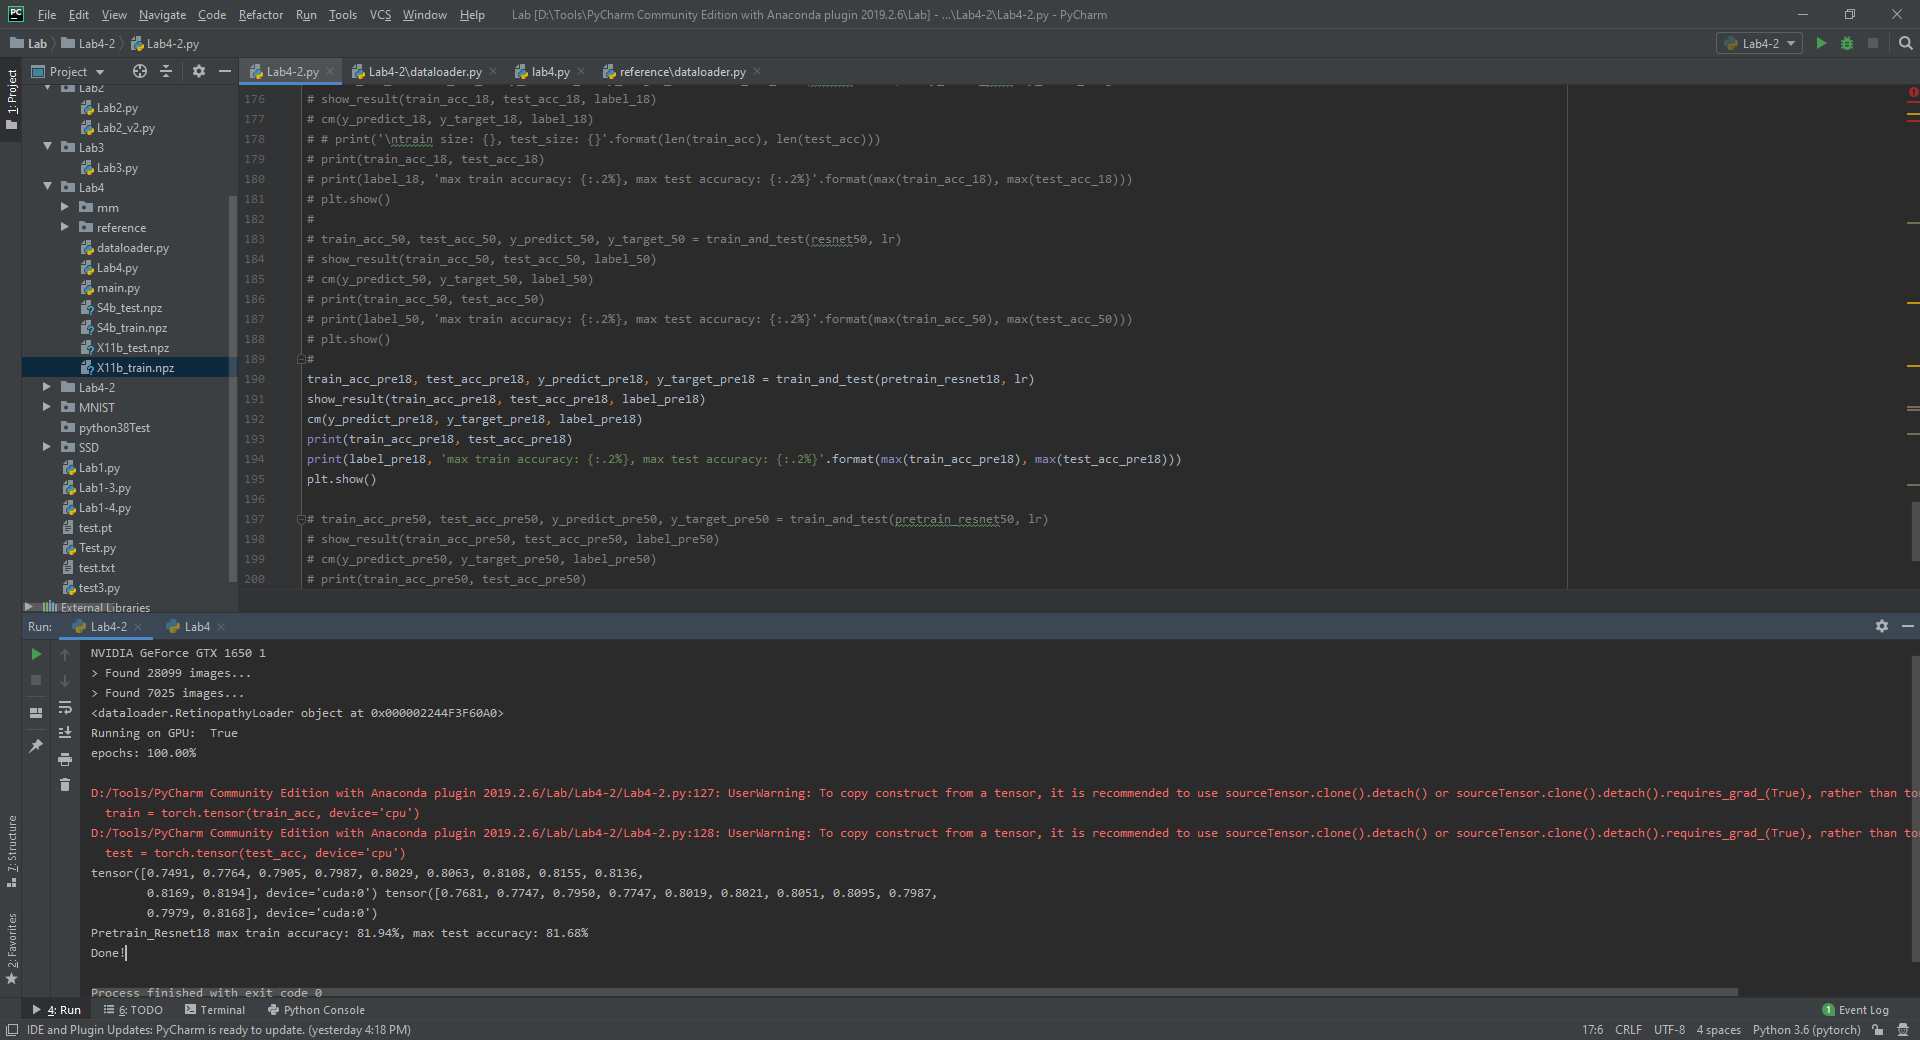 File Edit View Navigate Code Refactor Run Tools VCS Window Help Lab [D:\Tools\PyCharm Community Edition with Anaconda plugin 2019.2.6\Lab] - ...\Lab4-2\Lab4-2.py - PyCharm
Lab Lab4-2 Lab4-2.py Lab4-2
1: Project
Project
Lab2
Lab2.py
Lab2_v2.py
Lab3
Lab3.py
Lab4
mm
reference
dataloader.py
Lab4.py
main.py
S4b_test.npz
S4b_train.npz
X11b_test.npz
X11b_train.npz
Lab4-2
MNIST
python38Test
SSD
Lab1.py
Lab1-3.py
Lab1-4.py
test.pt
Test.py
test.txt
test3.py
External Libraries
Lab4-2.py Lab4-2\dataloader.py lab4.py reference\dataloader.py
176 # show_result(train_acc_18, test_acc_18, label_18)
177 # cm(y_predict_18, y_target_18, label_18)
178 # # print('\ntrain size: {}, test_size: {}'.format(len(train_acc), len(test_acc)))
179 # print(train_acc_18, test_acc_18)
180 # print(label_18, 'max train accuracy: {:.2%}, max test accuracy: {:.2%}'.format(max(train_acc_18), max(test_acc_18)))
181 # plt.show()
182 #
183 # train_acc_50, test_acc_50, y_predict_50, y_target_50 = train_and_test(resnet50, lr)
184 # show_result(train_acc_50, test_acc_50, label_50)
185 # cm(y_predict_50, y_target_50, label_50)
186 # print(train_acc_50, test_acc_50)
187 # print(label_50, 'max train accuracy: {:.2%}, max test accuracy: {:.2%}'.format(max(train_acc_50), max(test_acc_50)))
188 # plt.show()
189 #
190 train_acc_pre18, test_acc_pre18, y_predict_pre18, y_target_pre18 = train_and_test(pretrain_resnet18, lr)
191 show_result(train_acc_pre18, test_acc_pre18, label_pre18)
192 cm(y_predict_pre18, y_target_pre18, label_pre18)
193 print(train_acc_pre18, test_acc_pre18)
194 print(label_pre18, 'max train accuracy: {:.2%}, max test accuracy: {:.2%}'.format(max(train_acc_pre18), max(test_acc_pre18)))
195 plt.show()
196
197 # train_acc_pre50, test_acc_pre50, y_predict_pre50, y_target_pre50 = train_and_test(pretrain_resnet50, lr)
198 # show_result(train_acc_pre50, test_acc_pre50, label_pre50)
199 # cm(y_predict_pre50, y_target_pre50, label_pre50)
200 # print(train_acc_pre50, test_acc_pre50)
Run: Lab4-2 Lab4
NVIDIA GeForce GTX 1650 1
> Found 28099 images...
> Found 7025 images...
<dataloader.RetinopathyLoader object at 0x000002244F3F60A0>
Running on GPU:  True
epochs: 100.00%
D:/Tools/PyCharm Community Edition with Anaconda plugin 2019.2.6/Lab/Lab4-2/Lab4-2.py:127: UserWarning: To copy construct from a tensor, it is recommended to use sourceTensor.clone().detach() or sourceTensor.clone().detach().requires_grad_(True), rather than to
train = torch.tensor(train_acc, device='cpu')
D:/Tools/PyCharm Community Edition with Anaconda plugin 2019.2.6/Lab/Lab4-2/Lab4-2.py:128: UserWarning: To copy construct from a tensor, it is recommended to use sourceTensor.clone().detach() or sourceTensor.clone().detach().requires_grad_(True), rather than to
test = torch.tensor(test_acc, device='cpu')
tensor([0.7491, 0.7764, 0.7905, 0.7987, 0.8029, 0.8063, 0.8108, 0.8155, 0.8136,
0.8169, 0.8194], device='cuda:0') tensor([0.7681, 0.7747, 0.7950, 0.7747, 0.8019, 0.8021, 0.8051, 0.8095, 0.7987,
0.7979, 0.8168], device='cuda:0')
Pretrain_Resnet18 max train accuracy: 81.94%, max test accuracy: 81.68%
Done!
Process finished with exit code 0
7: Structure
2: Favorites
4: Run 6: TODO Terminal Python Console 1 Event Log
IDE and Plugin Updates: PyCharm is ready to update. (yesterday 4:18 PM) 17:6 CRLF UTF-8 4 spaces Python 3.6 (pytorch)